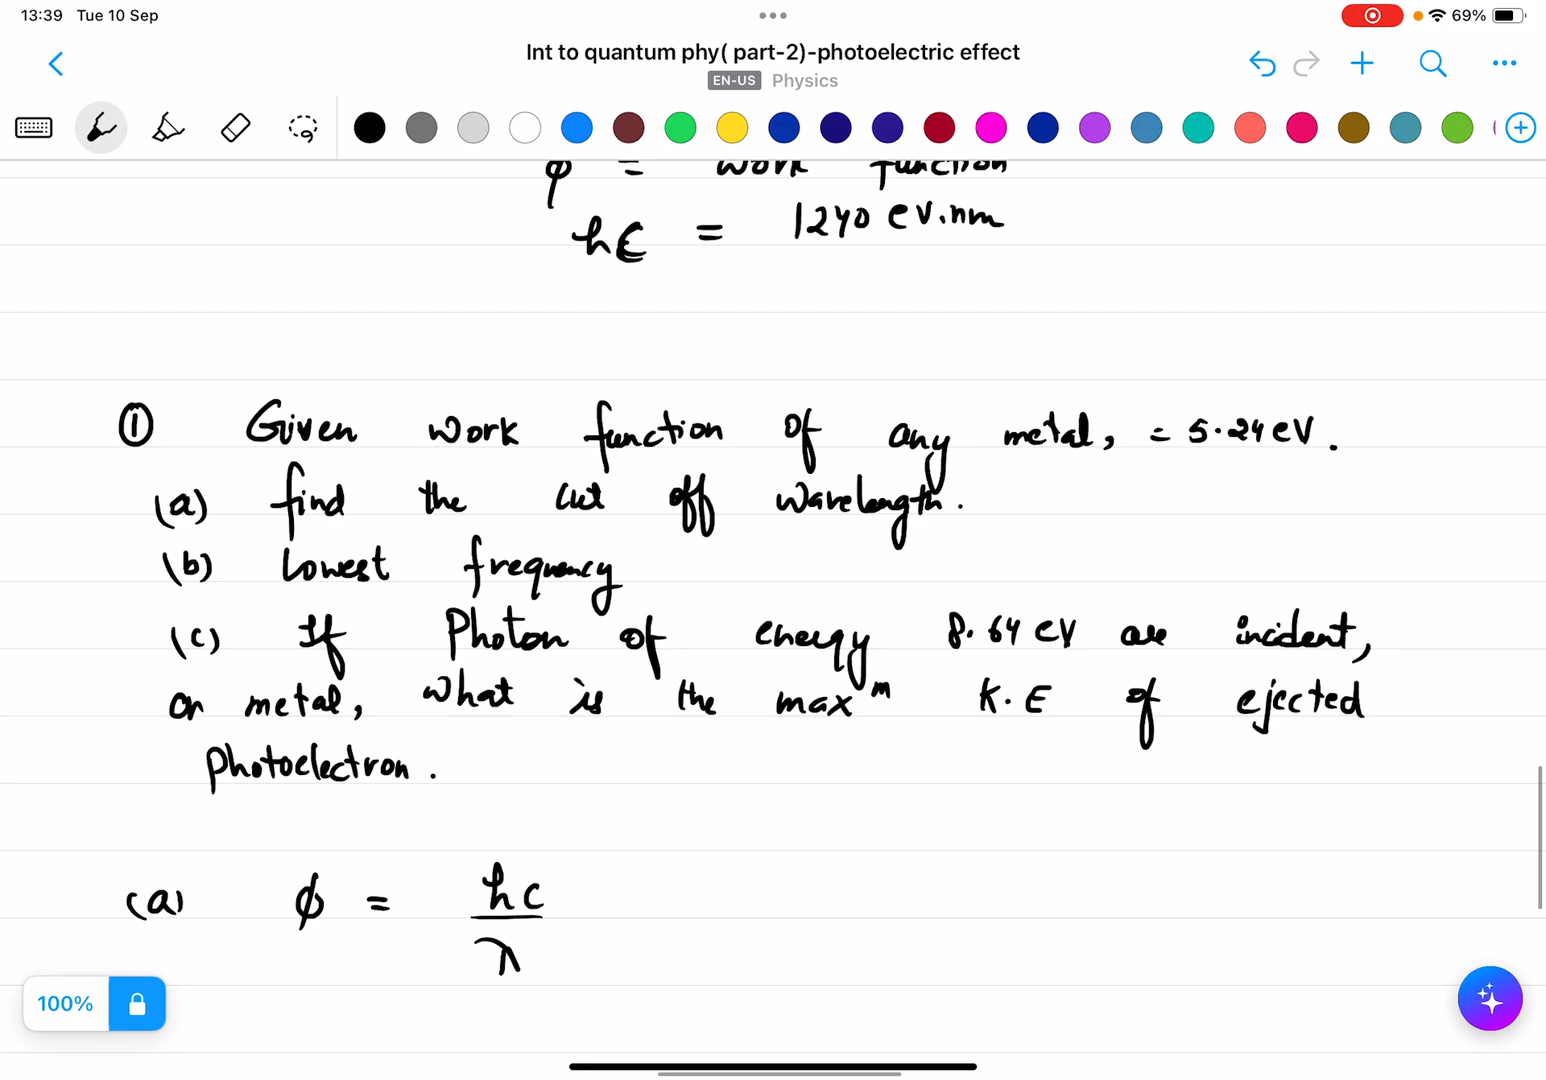 13:39 Tue 10 Sep
69%
Int to quantum phy( part-2)-photoelectric effect
EN-US Physics
φ = work function
hc = 1240 eV.nm
① Given work function of any metal, = 5.24 eV.
(a) find the cut off wavelength.
(b) Lowest frequency
(c) If Photon of energy 8.64 eV are incident,
on metal, what is the maxᵐ K.E of ejected
photoelectron.
(a) φ = hc
λ
100%